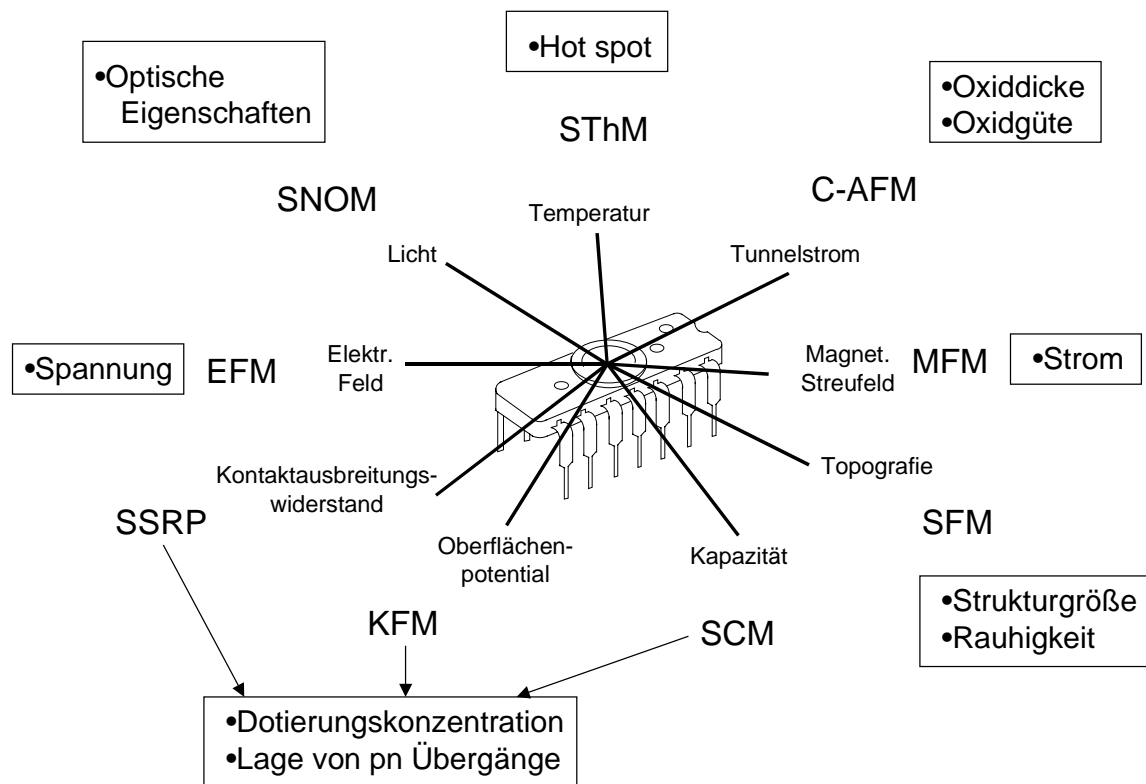 •Hot spot
•Optische
Eigenschaften
•Oxiddicke
•Oxidgüte
SThM
SNOM
C-AFM
Temperatur
Licht
Tunnelstrom
•Spannung
EFM
Elektr.
Feld
Magnet.
Streufeld
MFM
•Strom
Kontaktausbreitungs-
widerstand
Topografie
SSRP
SFM
Oberflächen-
potential
Kapazität
•Strukturgröße
•Rauhigkeit
KFM
SCM
•Dotierungskonzentration
•Lage von pn Übergänge